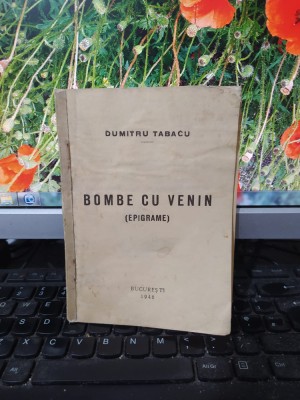 DUMITRU TABACU
BOMBE CU VENIN
(EPIGRAME)
BUCUREȘTI